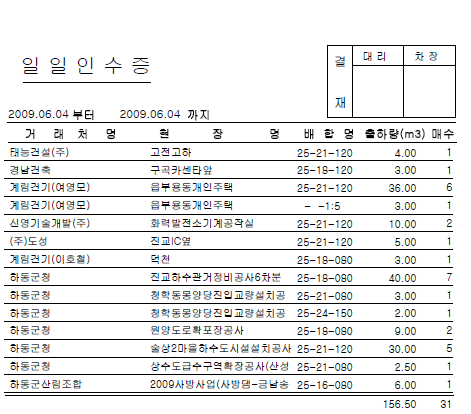 일 일 인 수 증
결 재
대 리 차 장
2009.06.04 부터 2009.06.04 까지
거 래 처 명 현 장 명 배 합 명 출하량(m3) 매수
태능건설(주) 고전고하 25-21-120 4.00 1
경남건축 구곡카센타앞 25-18-120 3.00 1
계림건기(여영모) 읍부용동개인주택 25-21-120 36.00 6
계림건기(여영모) 읍부용동개인주택 - -1:5 3.00 1
신영기술개발(주) 화력발전소기계공작실 25-21-120 10.00 2
(주)도성 진교IC옆 25-21-120 5.00 1
계림건기(이호철) 덕천 25-18-080 3.00 1
하동군청 진교하수관거정비공사6차분 25-18-080 40.00 7
하동군청 청학동몽양당진입교량설치공 25-21-080 3.00 1
하동군청 청학동몽양당진입교량설치공 25-24-150 2.00 1
하동군청 원양도로확포장공사 25-18-080 9.00 2
하동군청 술상2마을하수도시설설치공사 25-21-120 30.00 5
하동군청 상수도급수구역확장공사(산성 25-21-080 2.50 1
하동군산림조합 2009사방사업(사방댐-금남송 25-16-080 6.00 1
156.50 31